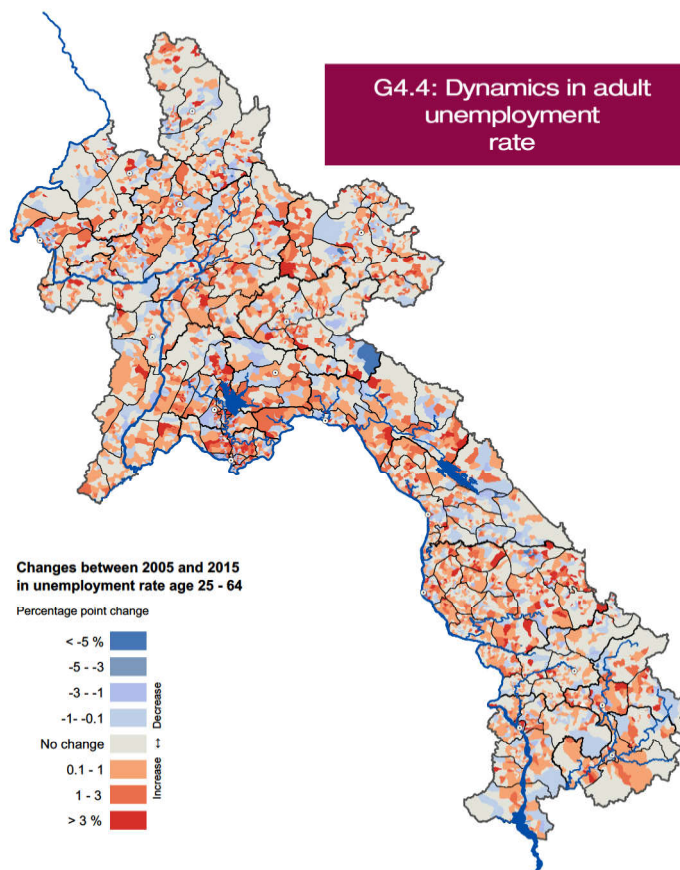 G4.4: Dynamics in adult
unemployment
rate
Changes between 2005 and 2015
in unemployment rate age 25 - 64
Percentage point change
< -5 %
-5 - -3
-3 - -1
-1- -0.1
No change
0.1 - 1
1 - 3
> 3 %
Decrease
↔
Increase